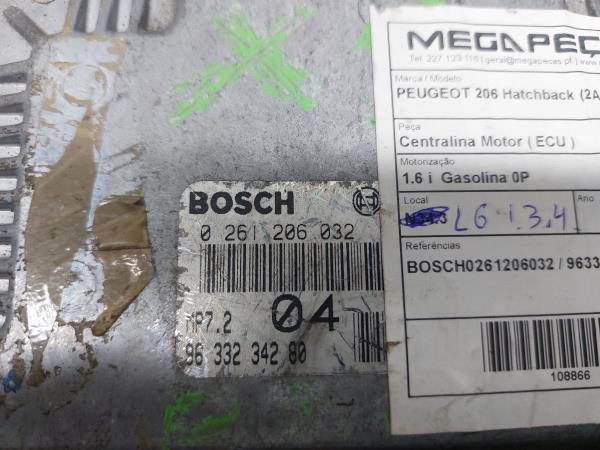 BOSCH
0 261 206 032
MP7.2 04
96 332 342 80
MEGAPEÇ
Tel: 227 123 116 | geral@megapecas.pt |
Marca / Modelo
PEUGEOT 206 Hatchback (2A
Peça
Centralina Motor ( ECU )
Motorização
1.6 i Gasolina 0P
Local
Ano
L6 1.3.4
Referências
BOSCH0261206032 / 9633
108866